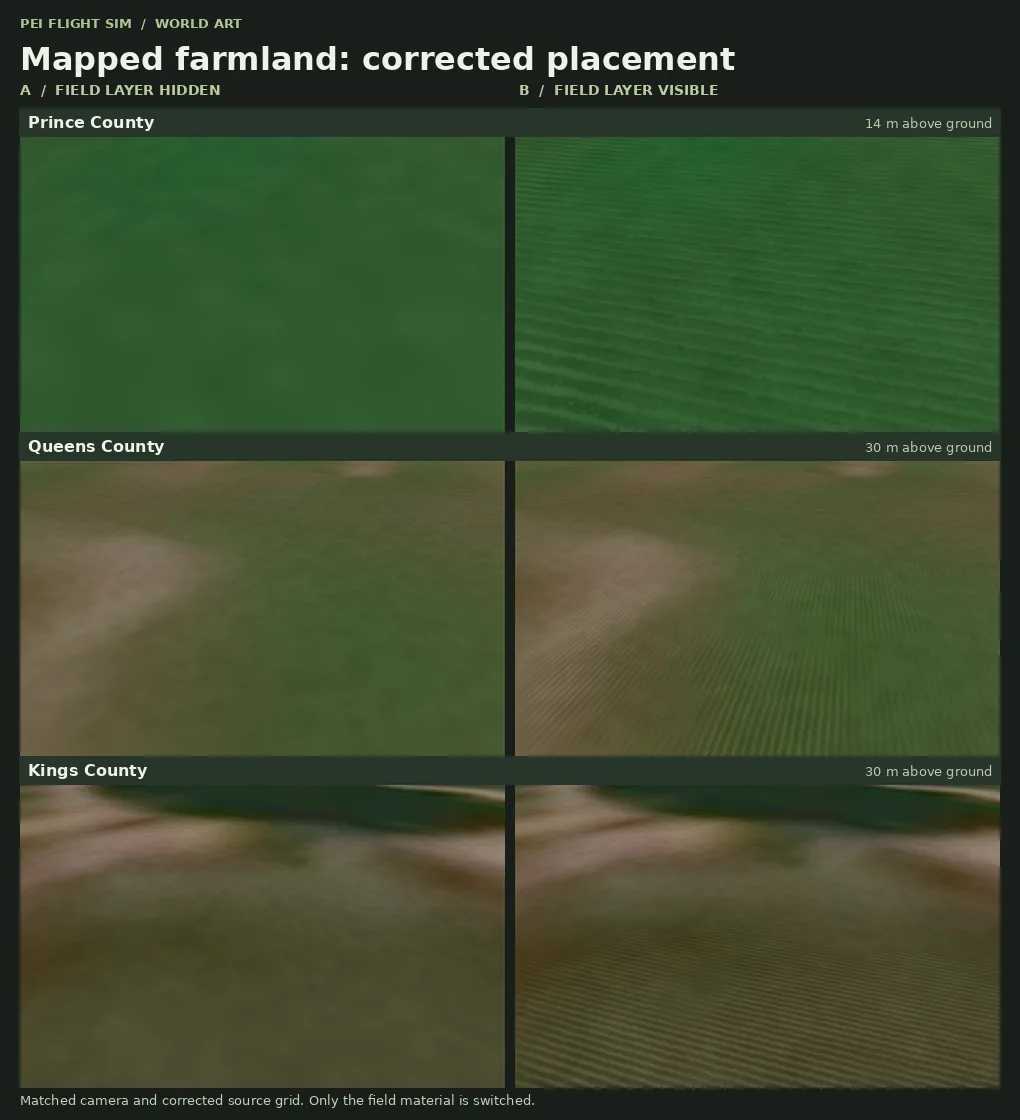 PEI FLIGHT SIM / WORLD ART
Mapped farmland: corrected placement
A / FIELD LAYER HIDDEN
B / FIELD LAYER VISIBLE
Prince County
14 m above ground
Queens County
30 m above ground
Kings County
30 m above ground
Matched camera and corrected source grid. Only the field material is switched.